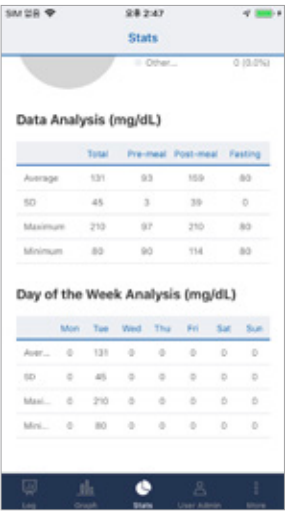 SIM 없음 오후 2:47
Stats
Other... 0 (0.0%)
Data Analysis (mg/dL)
Total Pre-meal Post-meal Fasting
Average 131 93 159 80
SD 45 3 39 0
Maximum 210 97 210 80
Minimum 80 90 114 80
Day of the Week Analysis (mg/dL)
Mon Tue Wed Thu Fri Sat Sun
Aver... 0 131 0 0 0 0 0
SD 0 45 0 0 0 0 0
Maxi... 0 210 0 0 0 0 0
Mini... 0 80 0 0 0 0 0
Log Graph Stats User Admin More